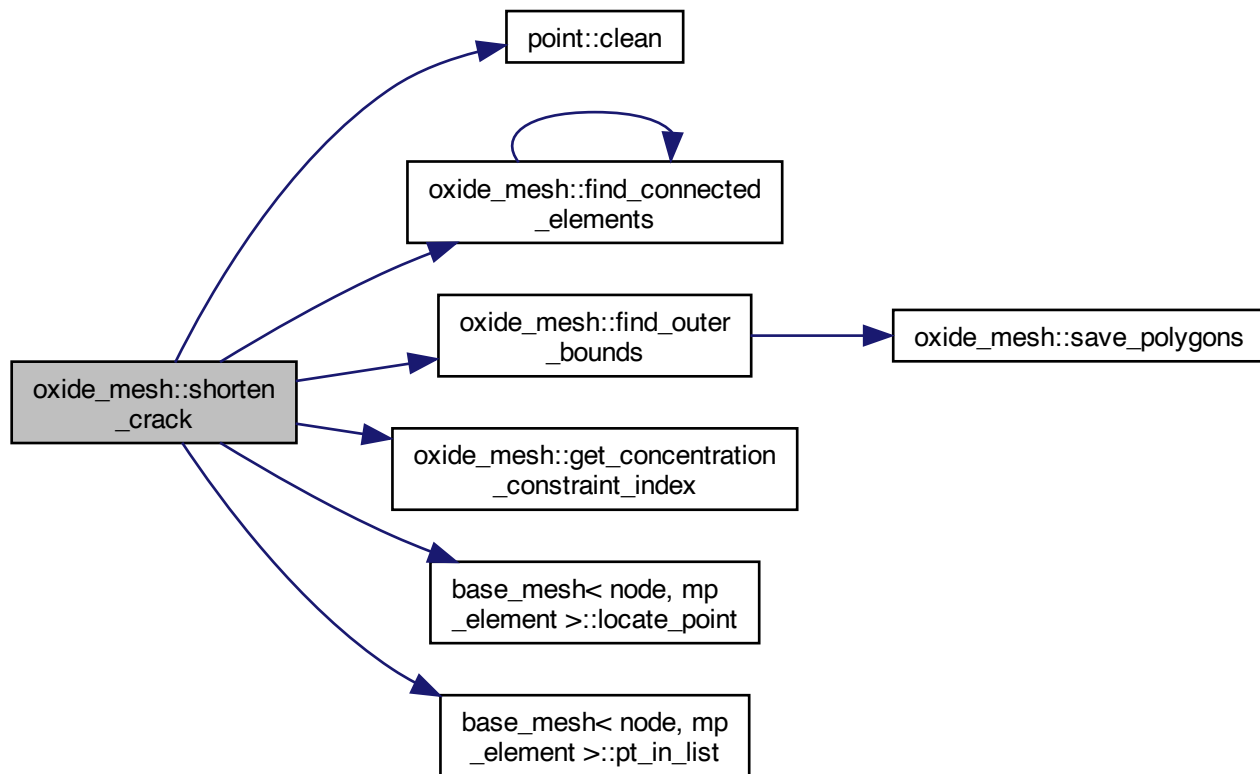 point::clean
oxide_mesh::find_connected
_elements
oxide_mesh::find_outer
_bounds
oxide_mesh::save_polygons
oxide_mesh::shorten
_crack
oxide_mesh::get_concentration
_constraint_index
base_mesh< node, mp
_element >::locate_point
base_mesh< node, mp
_element >::pt_in_list